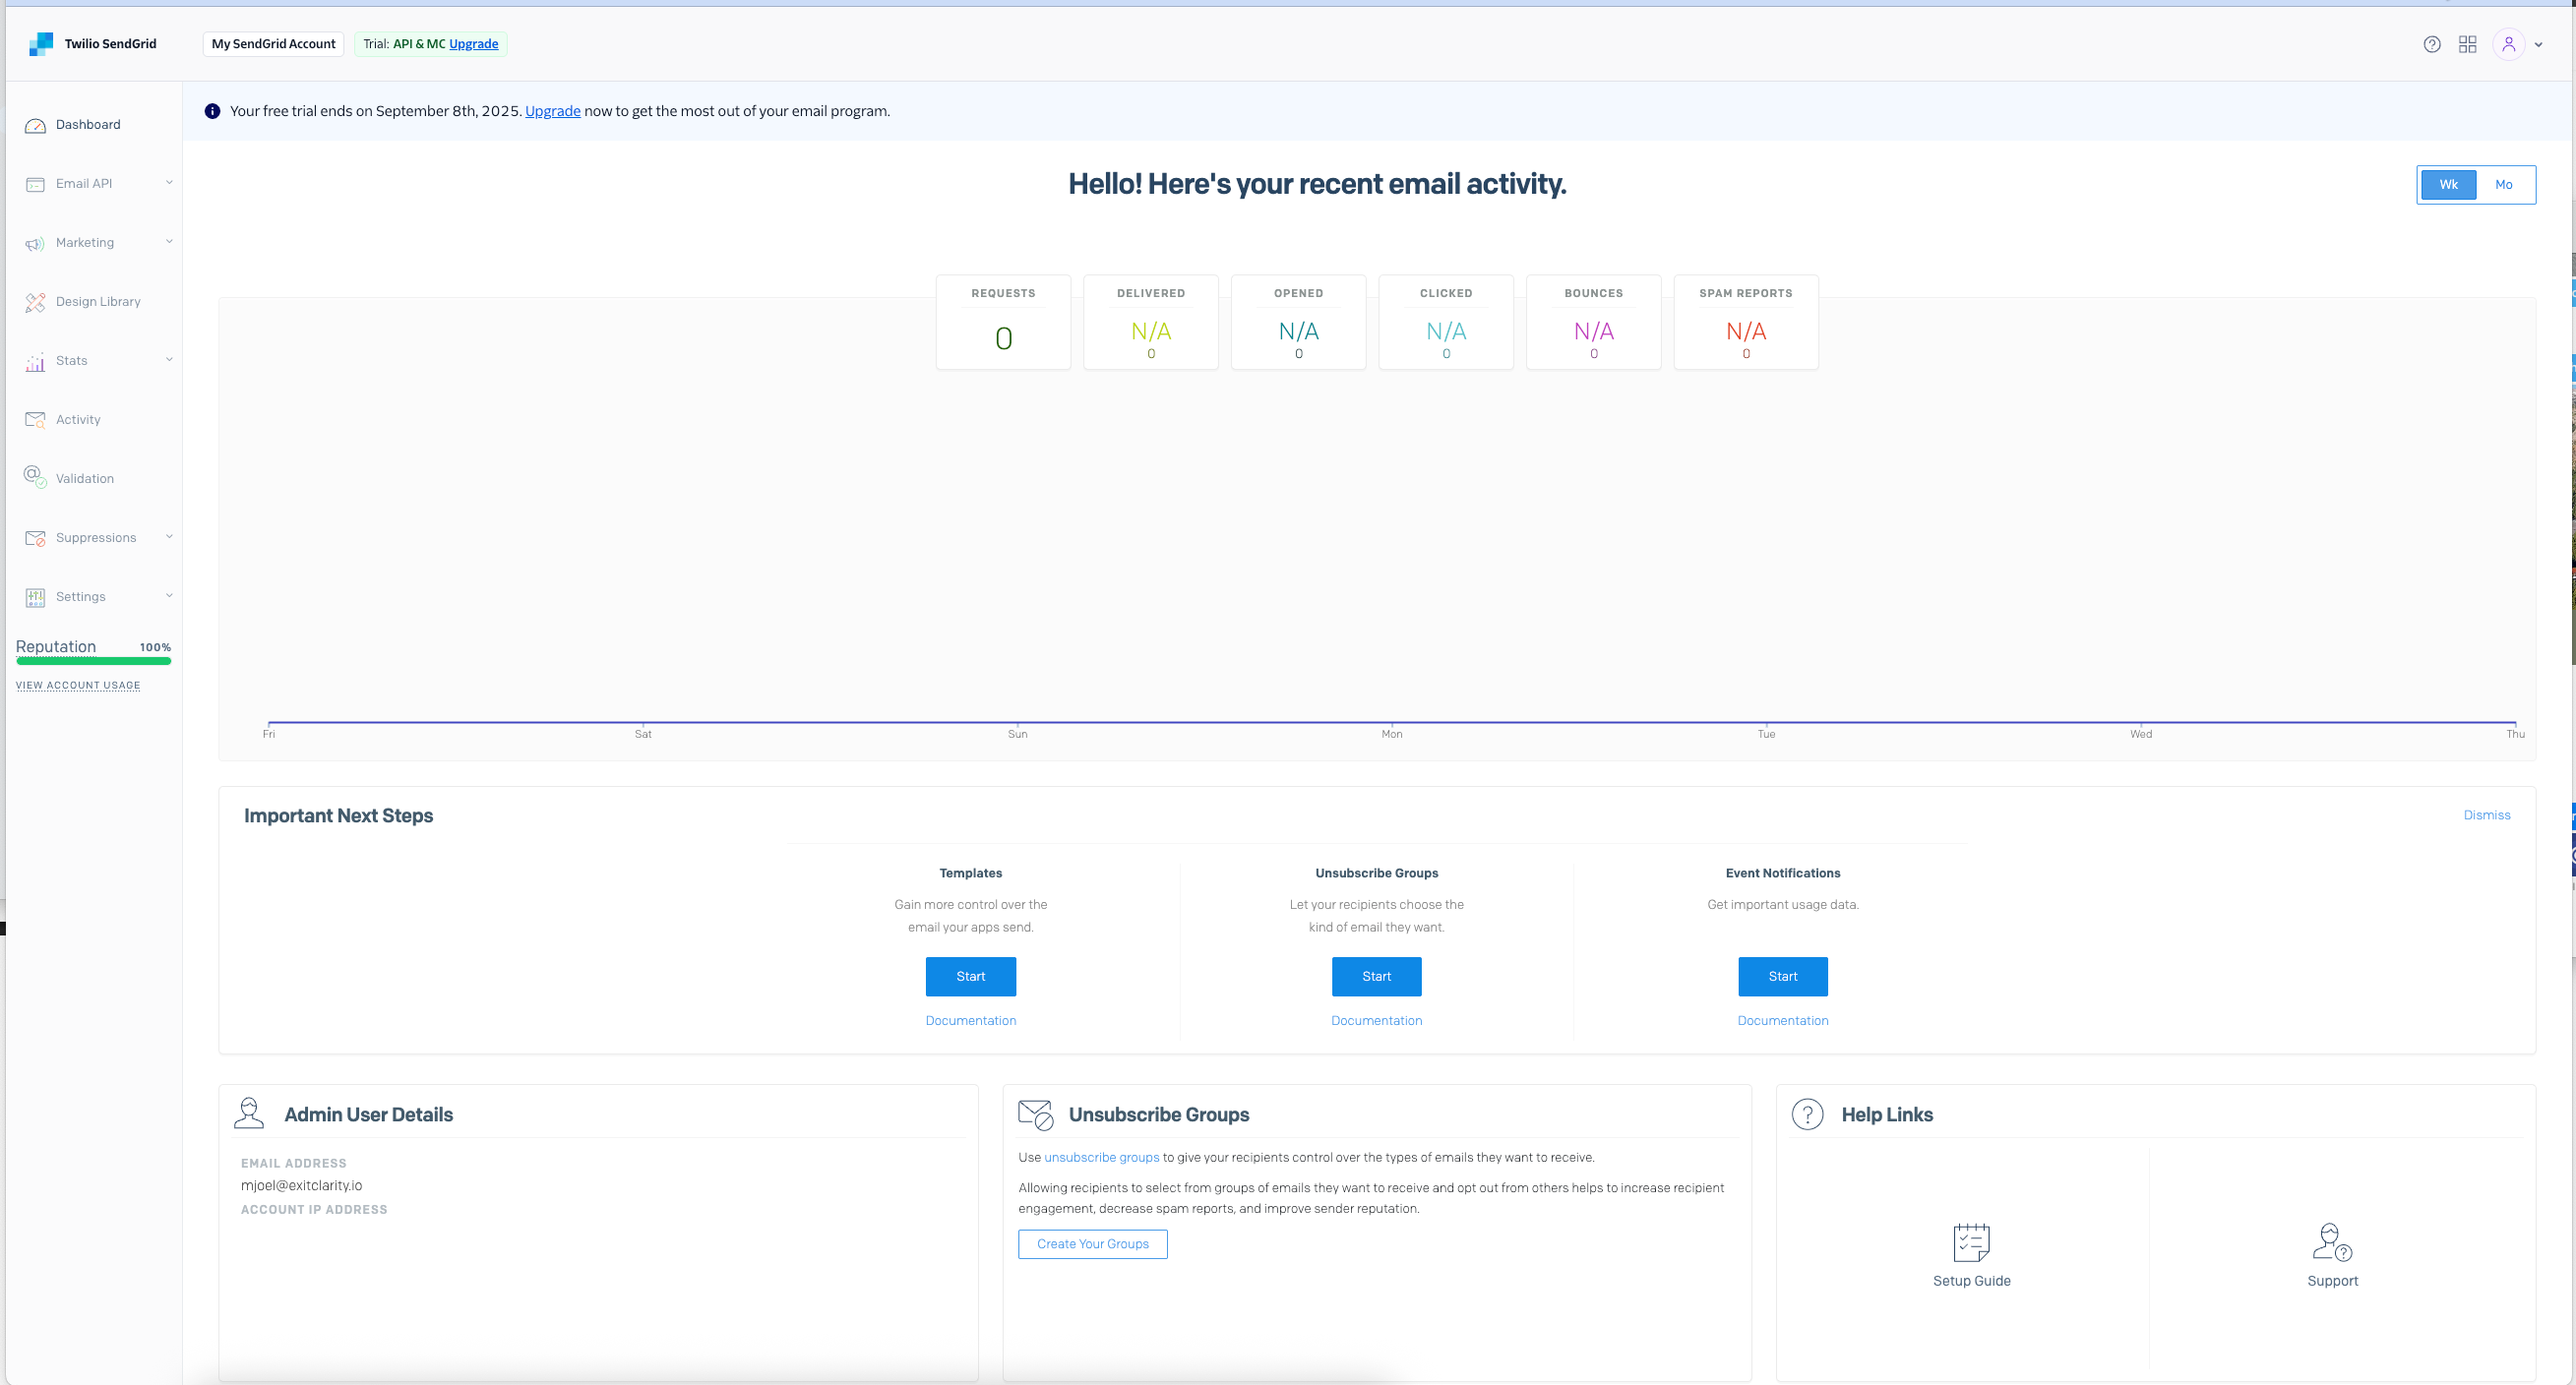 Twilio SendGrid
My SendGrid Account
Trial: API & MC Upgrade
Your free trial ends on September 8th, 2025. Upgrade now to get the most out of your email program.
Dashboard
Email API
Marketing
Design Library
Stats
Activity
Validation
Suppressions
Settings
Reputation 100%
VIEW ACCOUNT USAGE
Hello! Here's your recent email activity.
Wk Mo
REQUESTS
0
DELIVERED
N/A
0
OPENED
N/A
0
CLICKED
N/A
0
BOUNCES
N/A
0
SPAM REPORTS
N/A
0
Fri Sat Sun Mon Tue Wed Thu
Important Next Steps
Dismiss
Templates
Gain more control over the
email your apps send.
Start
Documentation
Unsubscribe Groups
Let your recipients choose the
kind of email they want.
Start
Documentation
Event Notifications
Get important usage data.
Start
Documentation
Admin User Details
EMAIL ADDRESS
mjoel@exitclarity.io
ACCOUNT IP ADDRESS
Unsubscribe Groups
Use unsubscribe groups to give your recipients control over the types of emails they want to receive.
Allowing recipients to select from groups of emails they want to receive and opt out from others helps to increase recipient
engagement, decrease spam reports, and improve sender reputation.
Create Your Groups
Help Links
Setup Guide
Support